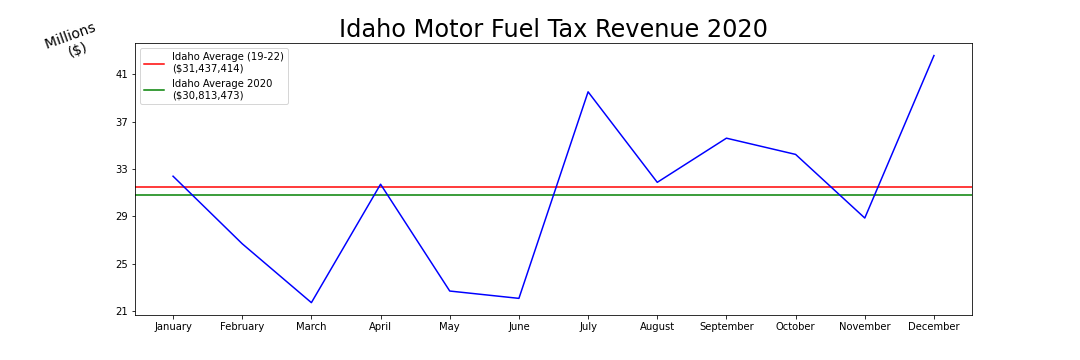 Idaho Motor Fuel Tax Revenue 2020
Millions
($)
Idaho Average (19-22)
($31,437,414)
Idaho Average 2020
($30,813,473)
41
37
33
29
25
21
January February March April May June July August September October November December